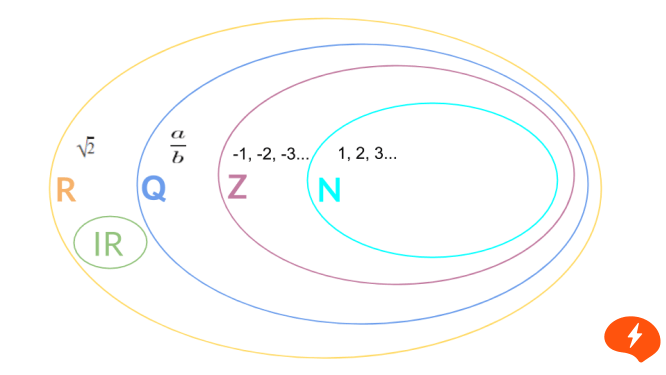 √2
a/b
-1, -2, -3...
1, 2, 3...
R
Q
Z
N
IR